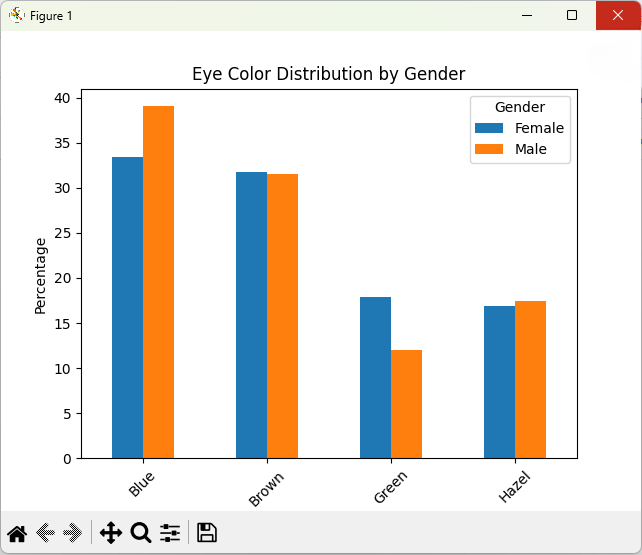 Figure 1
Eye Color Distribution by Gender
Gender
Female
Male
Percentage
40
35
30
25
20
15
10
5
0
Blue
Brown
Green
Hazel